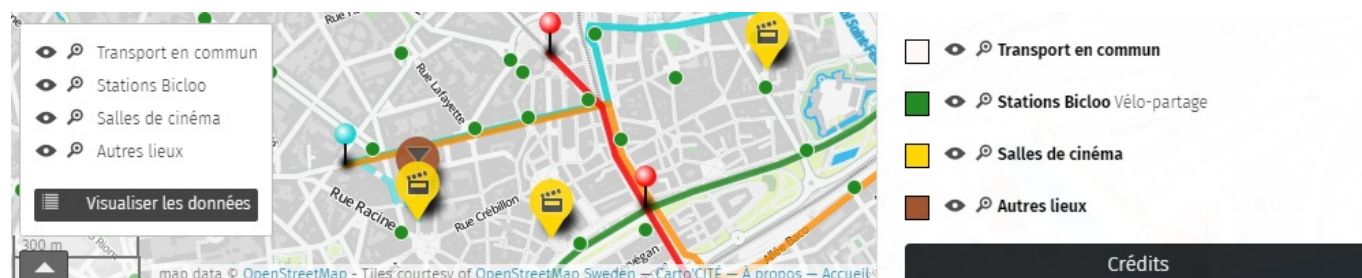 Transport en commun
Stations Bicloo
Salles de cinéma
Autres lieux
Visualiser les données
300 m
Rue Lafayette
Rue Racine
Rue Crébillon
Allée Baco
map data © OpenStreetMap - Tiles courtesy of OpenStreetMap Sweden — Carto'CITÉ — À propos — Accueil
Transport en commun
Stations Bicloo Vélo-partage
Salles de cinéma
Autres lieux
Crédits